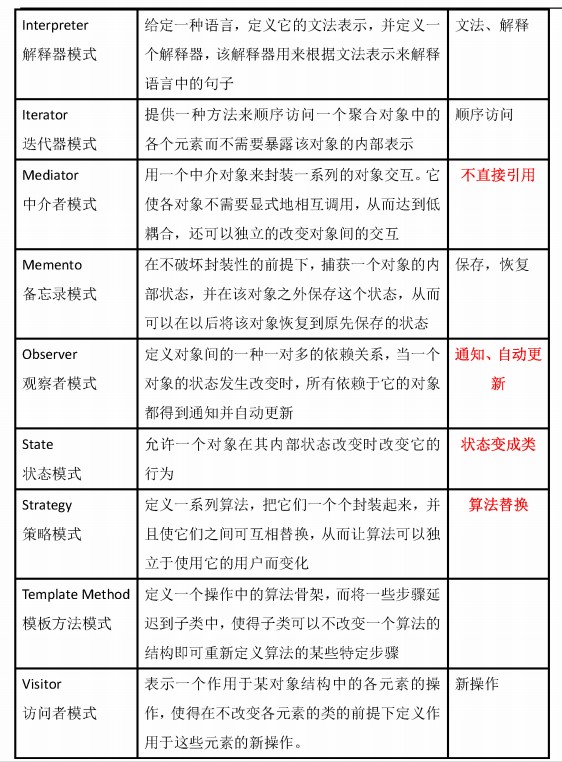 Interpreter
解释器模式
给定一种语言，定义它的文法表示，并定义一
个解释器，该解释器用来根据文法表示来解释
语言中的句子
文法、解释
Iterator
迭代器模式
提供一种方法来顺序访问一个聚合对象中的
各个元素而不需要暴露该对象的内部表示
顺序访问
Mediator
中介者模式
用一个中介对象来封装一系列的对象交互。它
使各对象不需要显式地相互调用，从而达到低
耦合，还可以独立的改变对象间的交互
不直接引用
Memento
备忘录模式
在不破坏封装性的前提下，捕获一个对象的内
部状态，并在该对象之外保存这个状态，从而
可以在以后将该对象恢复到原先保存的状态
保存，恢复
Observer
观察者模式
定义对象间的一种一对多的依赖关系，当一个
对象的状态发生改变时，所有依赖于它的对象
都得到通知并自动更新
通知、自动更
新
State
状态模式
允许一个对象在其内部状态改变时改变它的
行为
状态变成类
Strategy
策略模式
定义一系列算法，把它们一个个封装起来，并
且使它们之间可互相替换，从而让算法可以独
立于使用它的用户而变化
算法替换
Template Method
模板方法模式
定义一个操作中的算法骨架，而将一些步骤延
迟到子类中，使得子类可以不改变一个算法的
结构即可重新定义算法的某些特定步骤
Visitor
访问者模式
表示一个作用于某对象结构中的各元素的操
作，使得在不改变各元素的类的前提下定义作
用于这些元素的新操作。
新操作